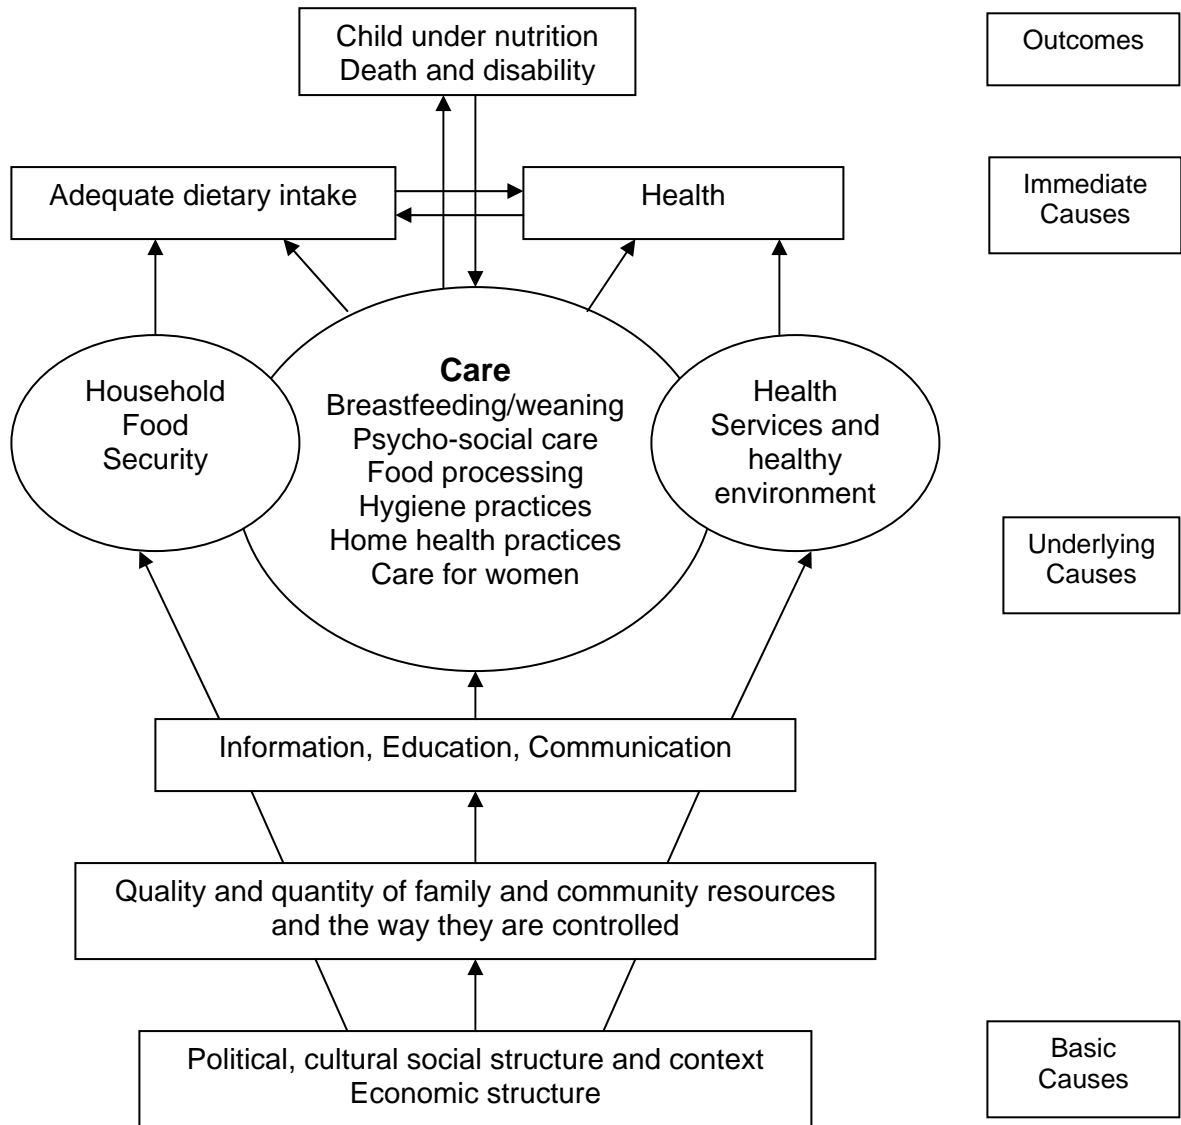 Child under nutrition
Death and disability
Outcomes
Adequate dietary intake
Health
Immediate
Causes
Household
Food
Security
Care
Breastfeeding/weaning
Psycho-social care
Food processing
Hygiene practices
Home health practices
Care for women
Health
Services and
healthy
environment
Underlying
Causes
Information, Education, Communication
Quality and quantity of family and community resources
and the way they are controlled
Political, cultural social structure and context
Economic structure
Basic
Causes